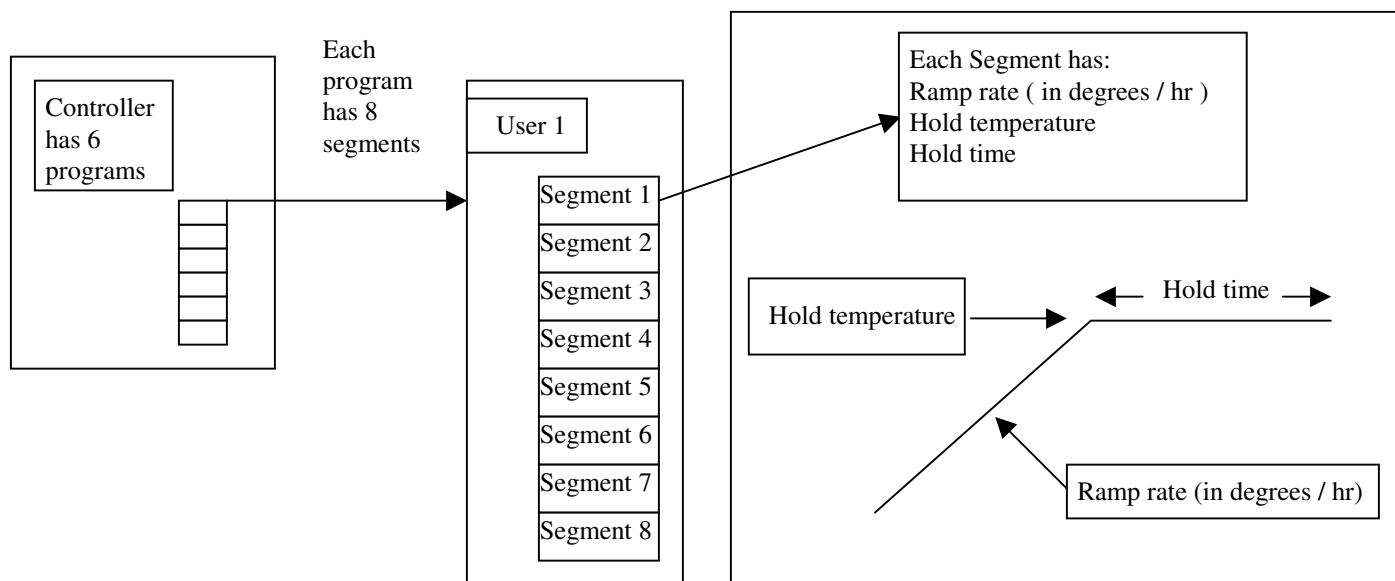 Controller
has 6
programs
Each
program
has 8
segments
User 1
Segment 1
Segment 2
Segment 3
Segment 4
Segment 5
Segment 6
Segment 7
Segment 8
Each Segment has:
Ramp rate ( in degrees / hr )
Hold temperature
Hold time
Hold time
Hold temperature
Ramp rate (in degrees / hr)